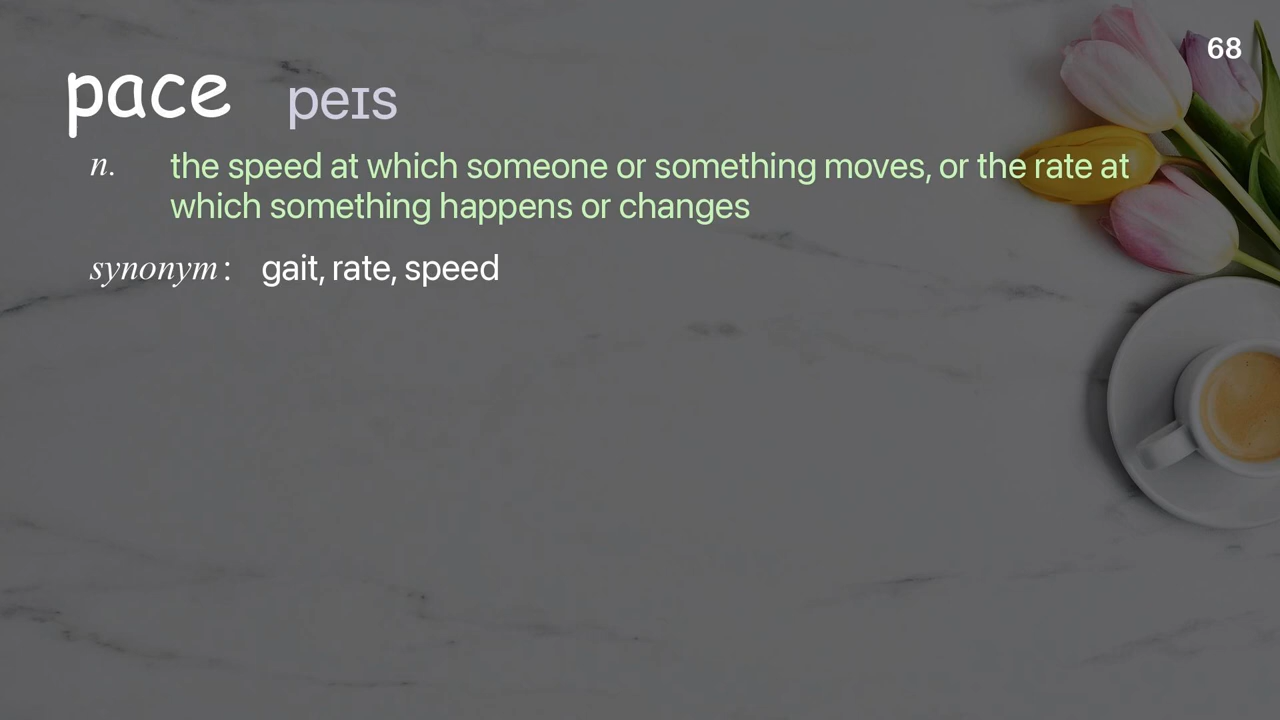 68
pace peɪs
n. the speed at which someone or something moves, or the rate at
which something happens or changes
synonym : gait, rate, speed